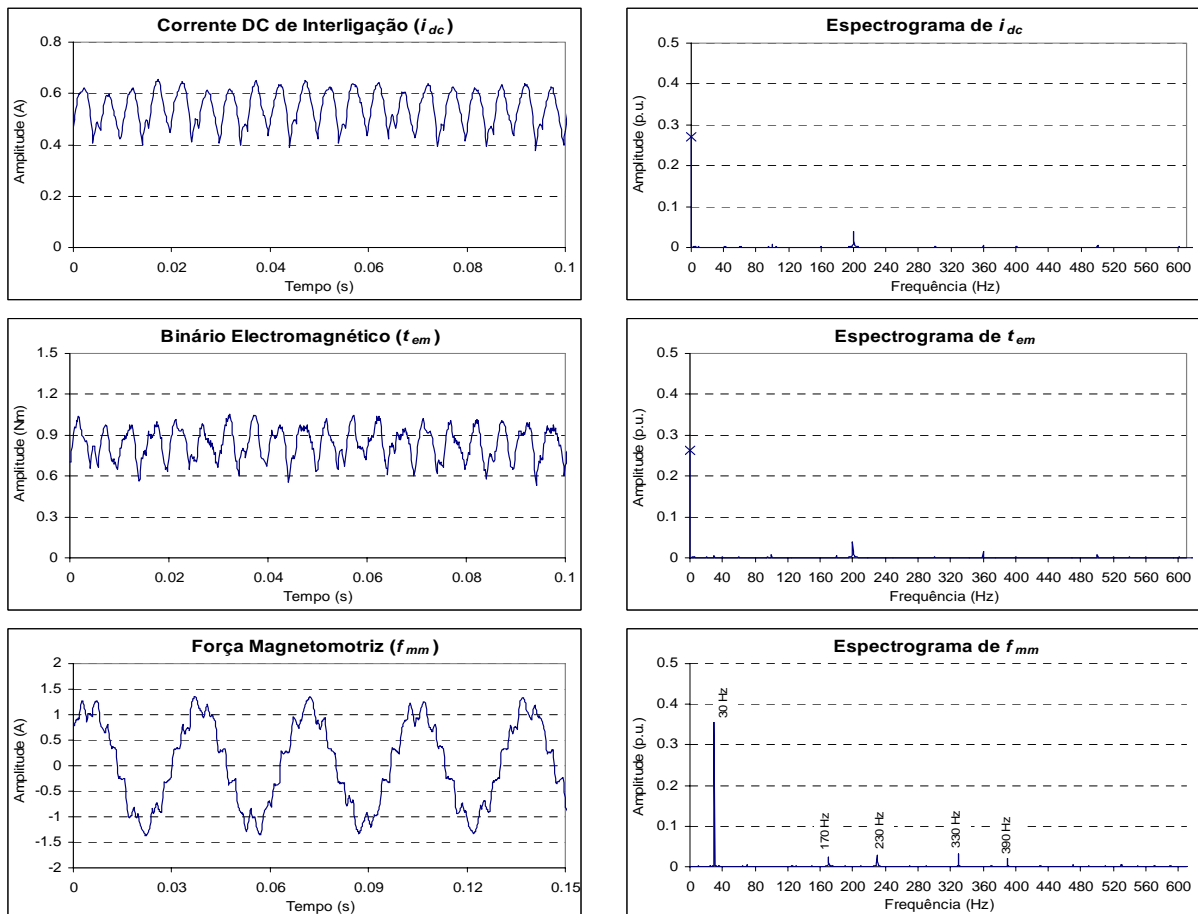 Corrente DC de Interligação (i dc)
Amplitude (A)
0.8
0.6
0.4
0.2
0
0 0.02 0.04 0.06 0.08 0.1
Tempo (s)
Espectrograma de i dc
Amplitude (p.u.)
0.5
0.4
0.3
0.2
0.1
0
0 40 80 120 160 200 240 280 320 360 400 440 480 520 560 600
Frequência (Hz)
Binário Electromagnético (t em)
Amplitude (Nm)
1.5
1.2
0.9
0.6
0.3
0
0 0.02 0.04 0.06 0.08 0.1
Tempo (s)
Espectrograma de t em
Amplitude (p.u.)
0.5
0.4
0.3
0.2
0.1
0
0 40 80 120 160 200 240 280 320 360 400 440 480 520 560 600
Frequência (Hz)
Força Magnetomotriz (f mm)
Amplitude (A)
2
1.5
1
0.5
0
-0.5
-1
-1.5
-2
0 0.03 0.06 0.09 0.12 0.15
Tempo (s)
Espectrograma de f mm
Amplitude (p.u.)
0.5
0.4
0.3
0.2
0.1
0
30 Hz
170 Hz
230 Hz
330 Hz
390 Hz
0 40 80 120 160 200 240 280 320 360 400 440 480 520 560 600
Frequência (Hz)